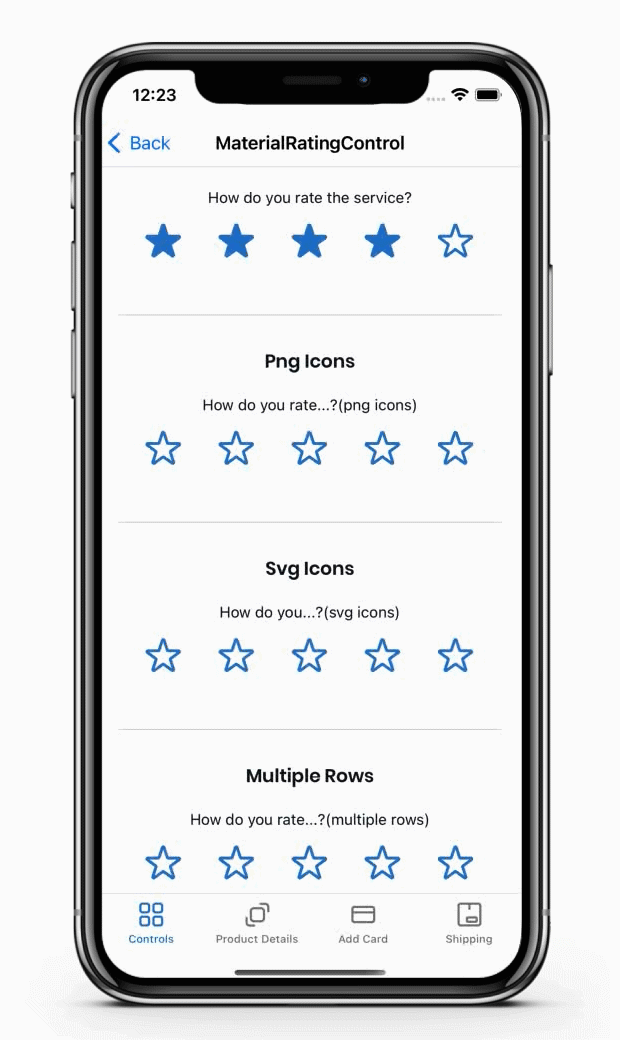 12:23
Back
MaterialRatingControl
How do you rate the service?
Png Icons
How do you rate...?(png icons)
Svg Icons
How do you...?(svg icons)
Multiple Rows
How do you rate...?(multiple rows)
Controls
Product Details
Add Card
Shipping